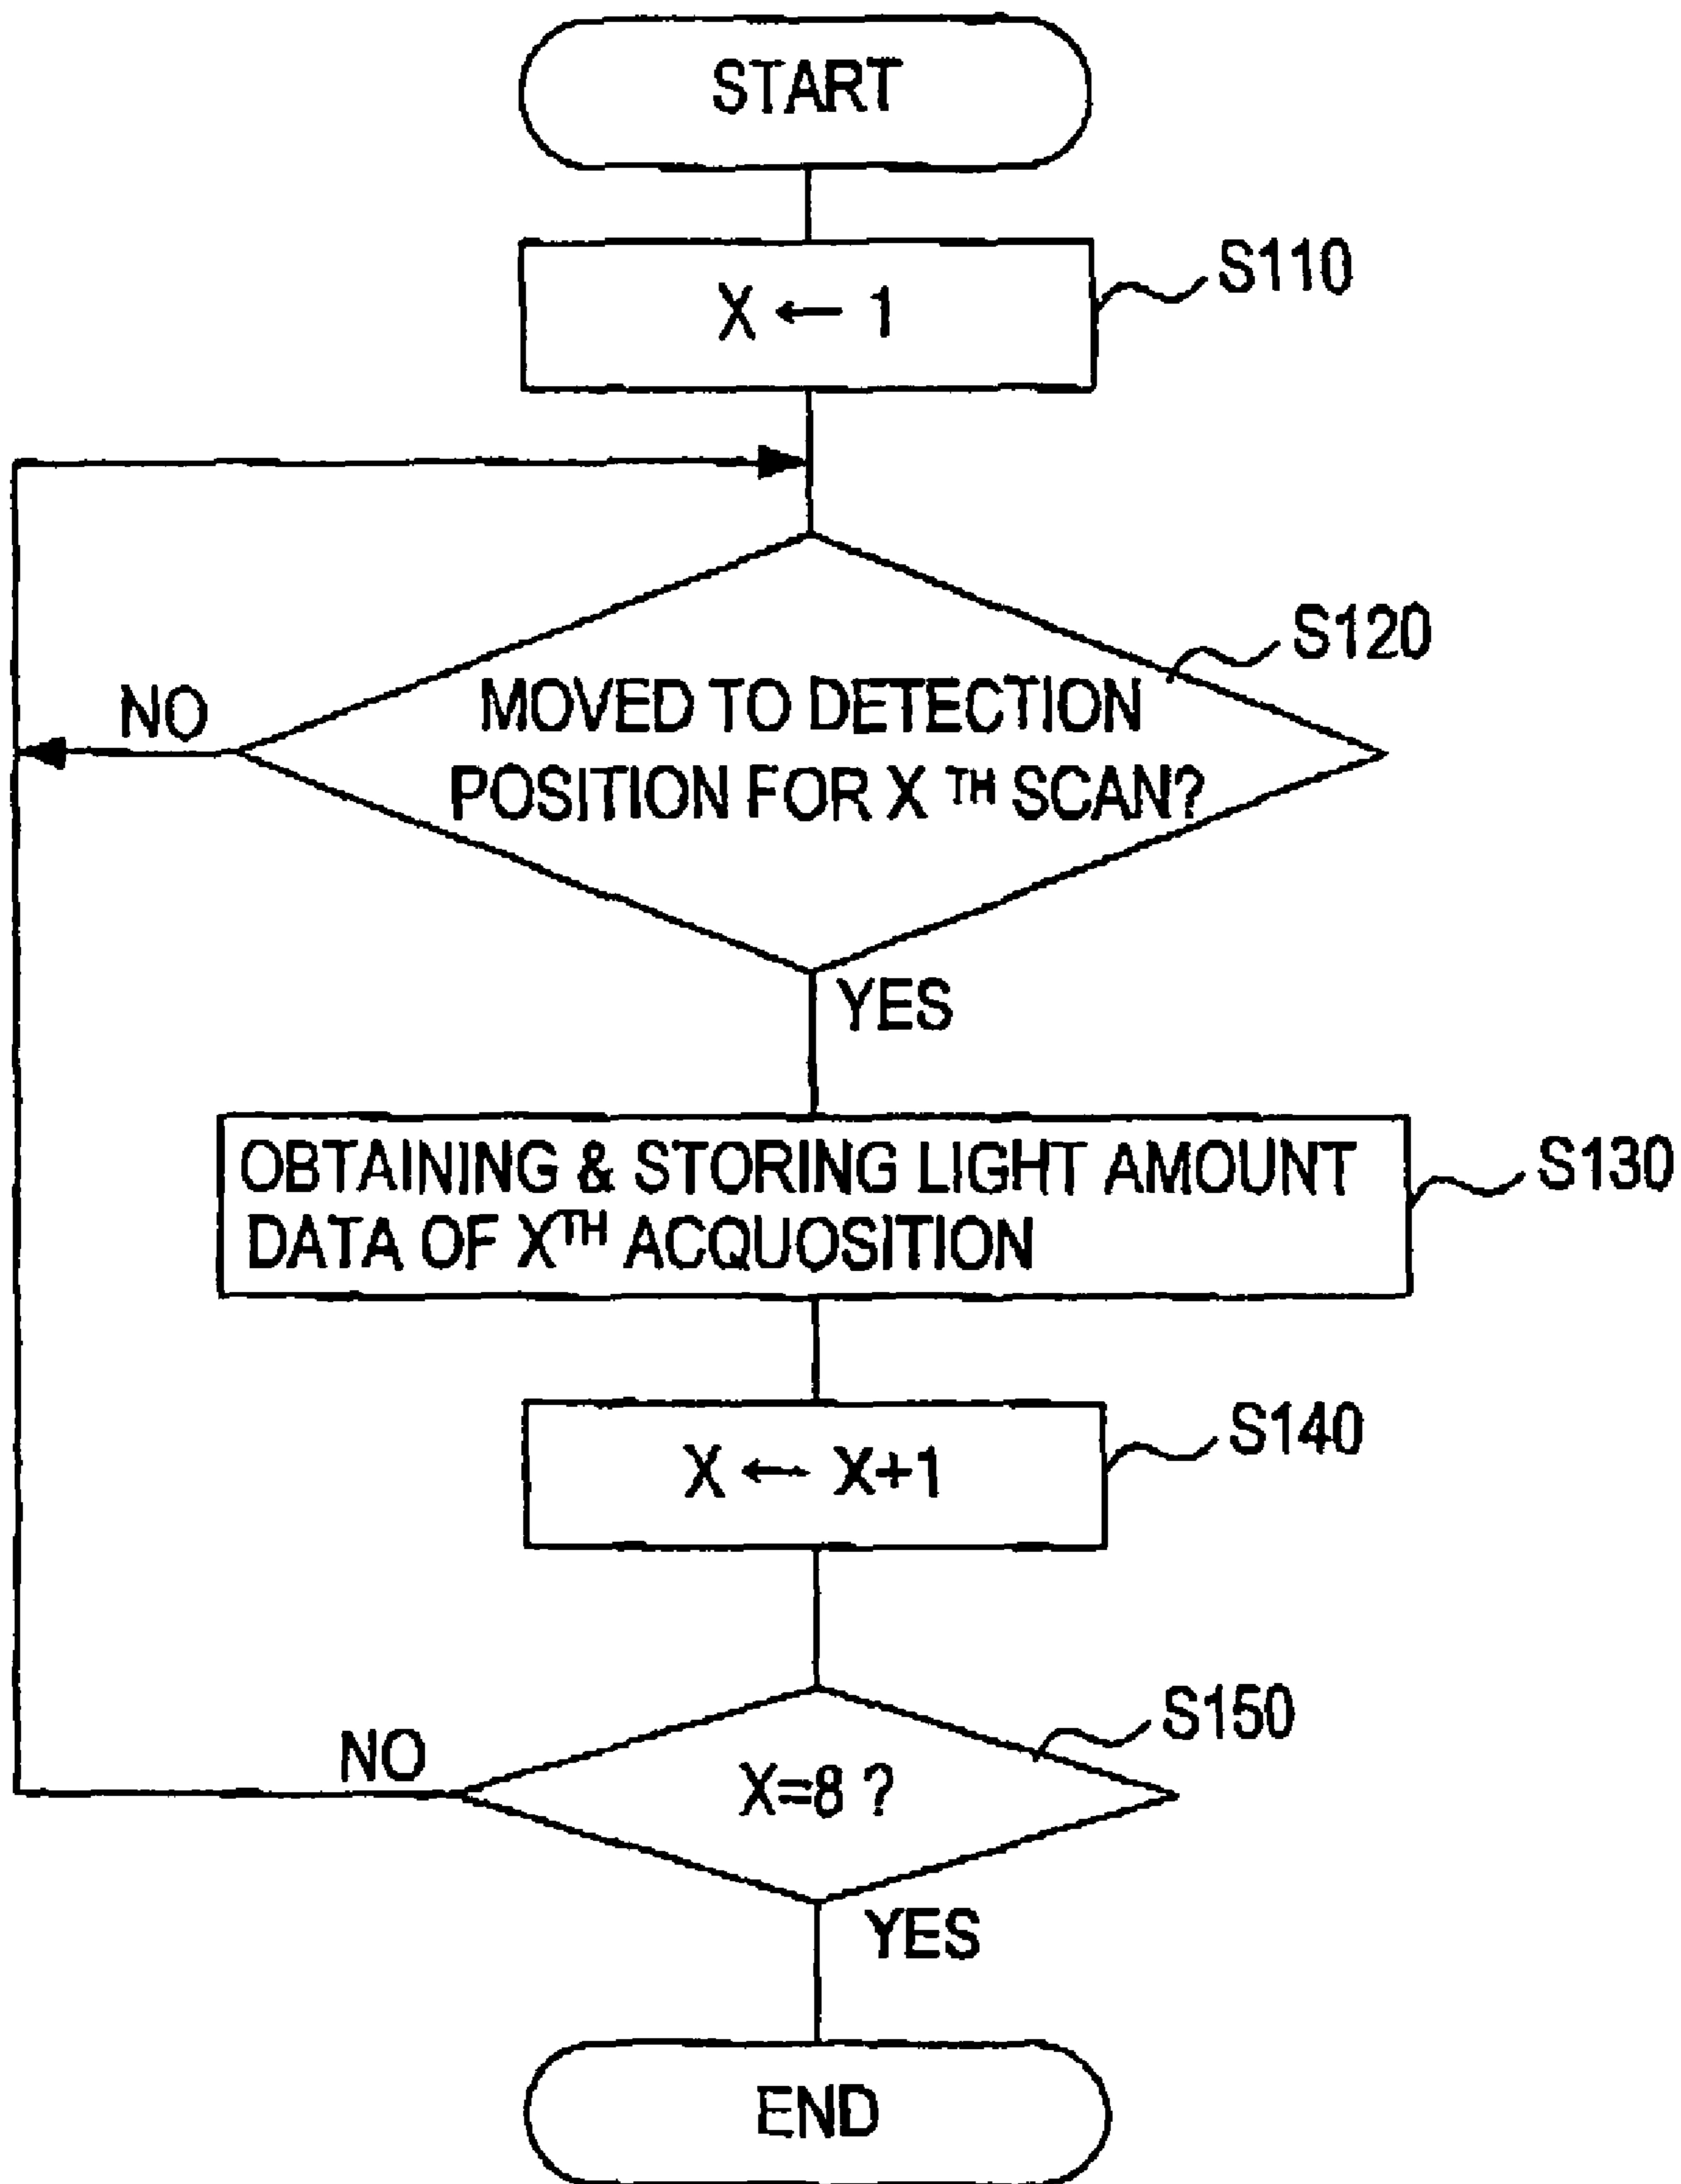 START
X ← 1
S110
S120
MOVED TO DETECTION
POSITION FOR X TH SCAN?
NO
YES
OBTAINING & STORING LIGHT AMOUNT
DATA OF XTH ACQUOSITION
S130
X ← X+1
S140
S150
X=8 ?
NO
YES
END